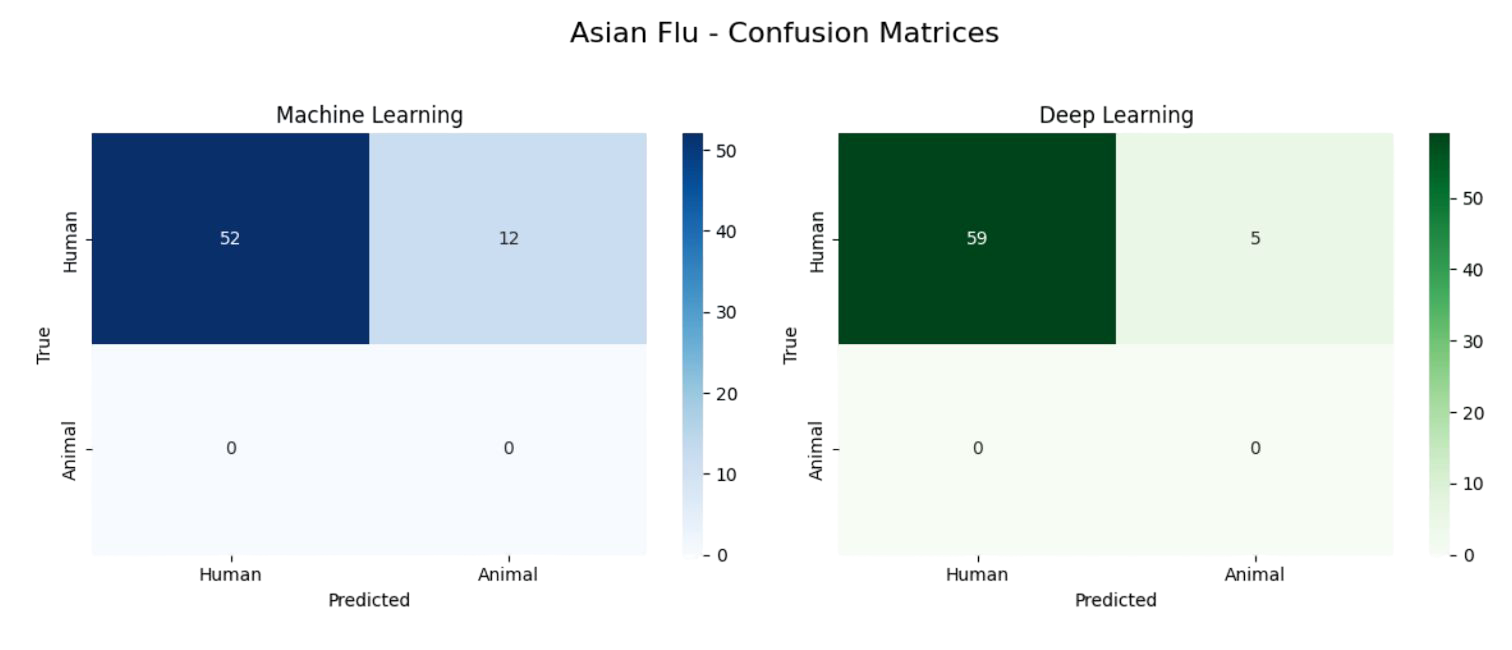 Asian Flu - Confusion Matrices
Machine Learning
Human
Animal
True
52
12
0
0
Human
Animal
Predicted
50
40
30
20
10
0
Deep Learning
Human
Animal
True
59
5
0
0
Human
Animal
Predicted
50
40
30
20
10
0